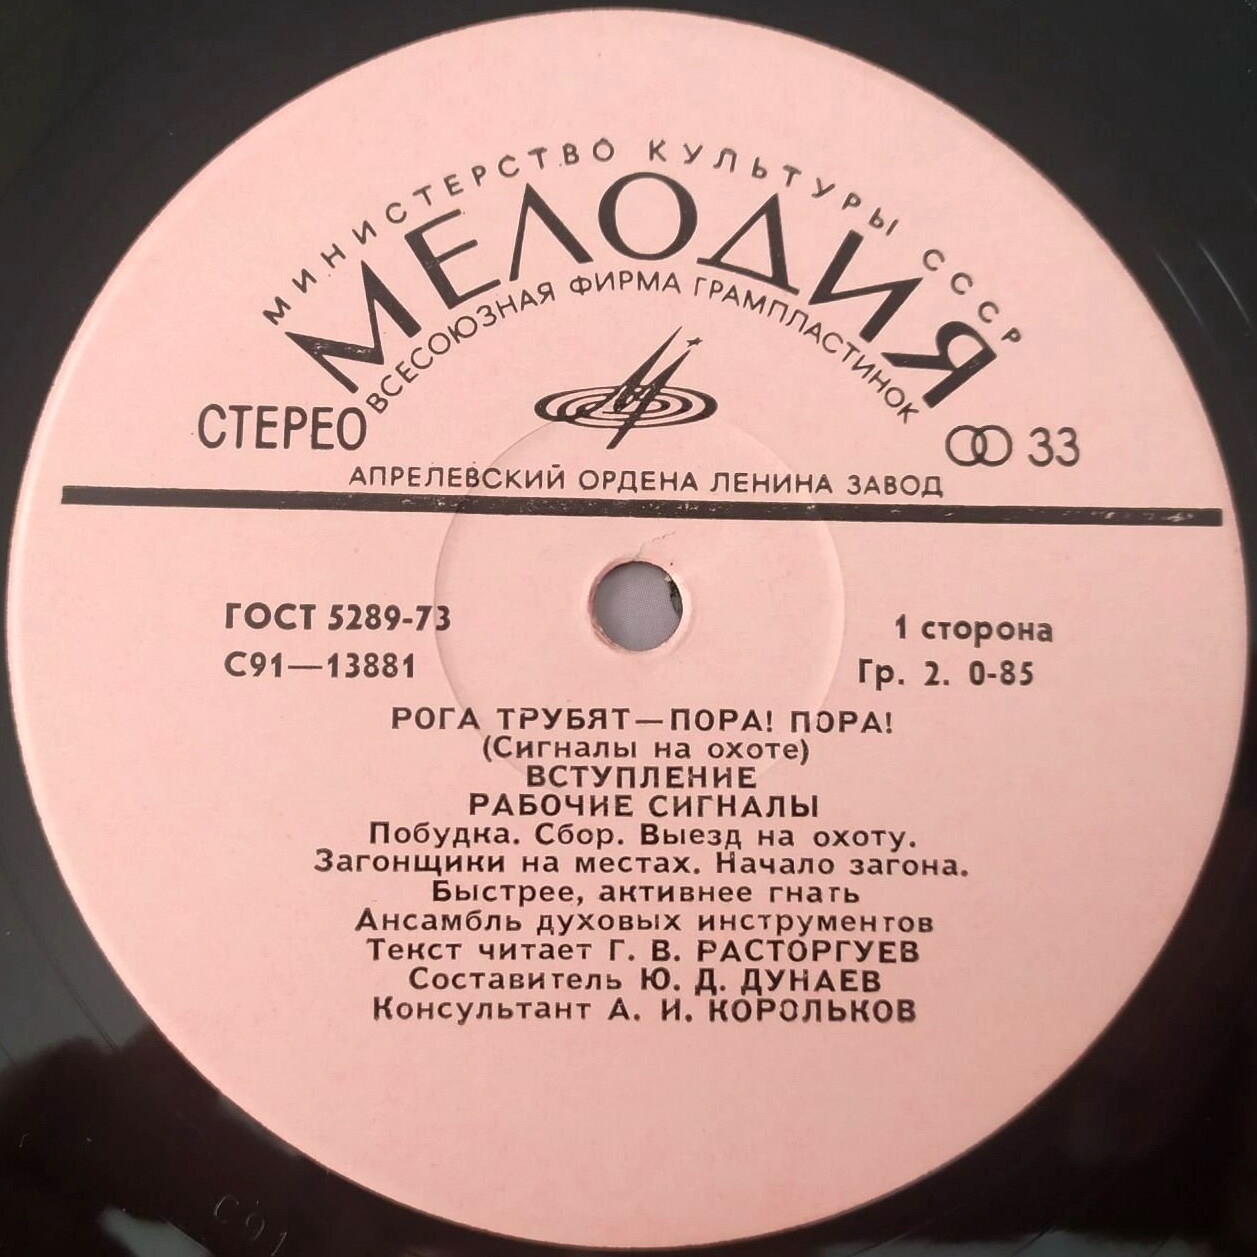 МИНИСТЕРСТВО КУЛЬТУРЫ СССР
МЕЛОДИЯ
ВСЕСОЮЗНАЯ ФИРМА ГРАМПЛАСТИНОК
СТЕРЕО
33
АПРЕЛЕВСКИЙ ОРДЕНА ЛЕНИНА ЗАВОД
ГОСТ 5289-73
1 сторона
С91—13881
Гр. 2. 0-85
РОГА ТРУБЯТ—ПОРА! ПОРА!
(Сигналы на охоте)
ВСТУПЛЕНИЕ
РАБОЧИЕ СИГНАЛЫ
Побудка. Сбор. Выезд на охоту.
Загонщики на местах. Начало загона.
Быстрее, активнее гнать
Ансамбль духовых инструментов
Текст читает Г. В. РАСТОРГУЕВ
Составитель Ю. Д. ДУНАЕВ
Консультант А. И. КОРОЛЬКОВ
С91